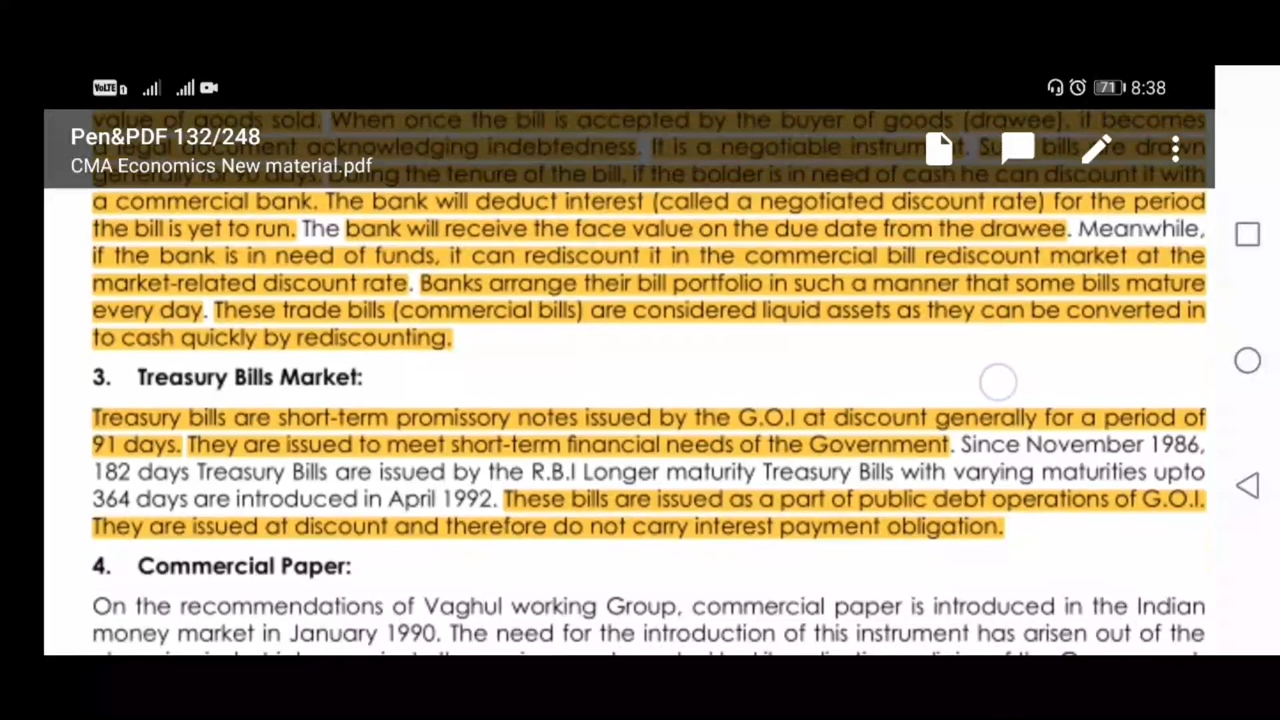 VoLTE 71 8:38
value of goods sold. When once the bill is accepted by the buyer of goods (drawee), it becomes
Pen&PDF 132/248
a legal document acknowledging indebtedness. It is a negotiable instrument. Such bills are drawn
CMA Economics New material.pdf
generally for 90 days. During the tenure of the bill, if the bolder is in need of cash he can discount it with
a commercial bank. The bank will deduct interest (called a negotiated discount rate) for the period
the bill is yet to run. The bank will receive the face value on the due date from the drawee. Meanwhile,
if the bank is in need of funds, it can rediscount it in the commercial bill rediscount market at the
market-related discount rate. Banks arrange their bill portfolio in such a manner that some bills mature
every day. These trade bills (commercial bills) are considered liquid assets as they can be converted in
to cash quickly by rediscounting.
3. Treasury Bills Market:
Treasury bills are short-term promissory notes issued by the G.O.I at discount generally for a period of
91 days. They are issued to meet short-term financial needs of the Government. Since November 1986,
182 days Treasury Bills are issued by the R.B.I Longer maturity Treasury Bills with varying maturities upto
364 days are introduced in April 1992. These bills are issued as a part of public debt operations of G.O.I.
They are issued at discount and therefore do not carry interest payment obligation.
4. Commercial Paper:
On the recommendations of Vaghul working Group, commercial paper is introduced in the Indian
money market in January 1990. The need for the introduction of this instrument has arisen out of the